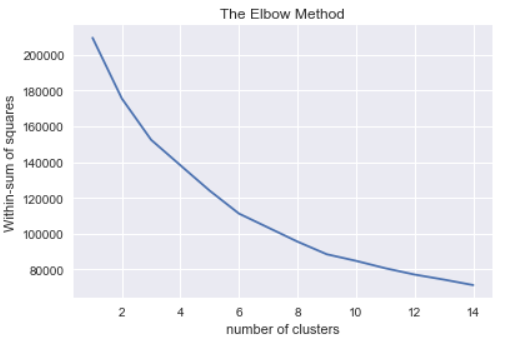 The Elbow Method
Within-sum of squares
200000
180000
160000
140000
120000
100000
80000
2 4 6 8 10 12 14
number of clusters